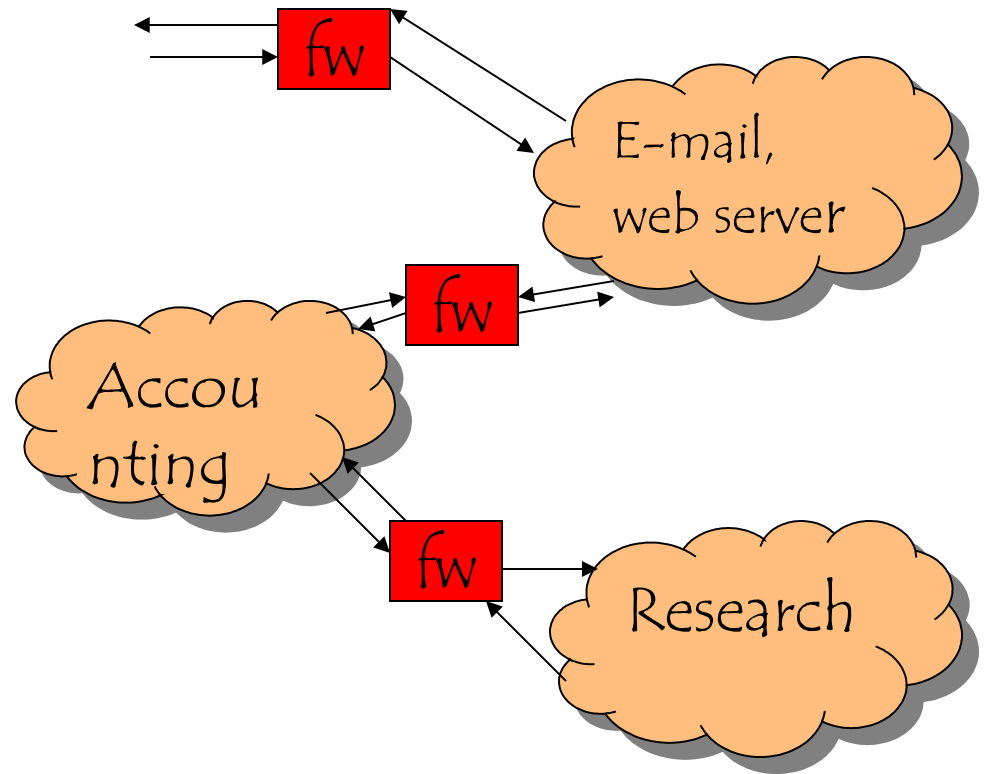 fw
E-mail,
web server
fw
Accou
nting
fw
Research